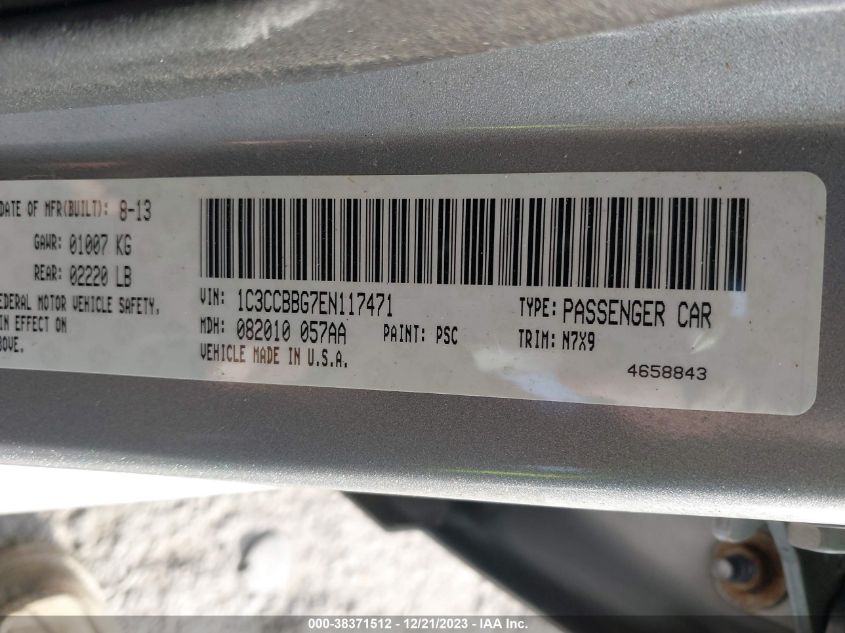 DATE OF MFR(BUILT): 8-13
GAWR: 01007 KG
REAR: 02220 LB
FEDERAL MOTOR VEHICLE SAFETY,
IN EFFECT ON
ABOVE.
VIN: 1C3CCBBG7EN117471
TYPE: PASSENGER CAR
MDH: 082010 057AA
PAINT: PSC
TRIM: N7X9
VEHICLE MADE IN U.S.A.
4658843
000-38371512 - 12/21/2023 - IAA Inc.